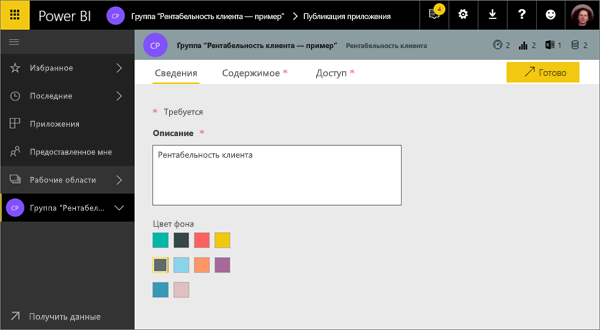 Power BI
CP
Группа "Рентабельность клиента — пример"
Публикация приложения
4
Избранное
Последние
Приложения
Предоставленное мне
Рабочие области
CP
Группа "Рентабел...
Получить данные
CP
Группа "Рентабельность клиента — пример"
Рентабельность клиента
2
2
1
2
Сведения
Содержимое *
Доступ *
Готово
* Требуется
Описание *
Рентабельность клиента
Цвет фона